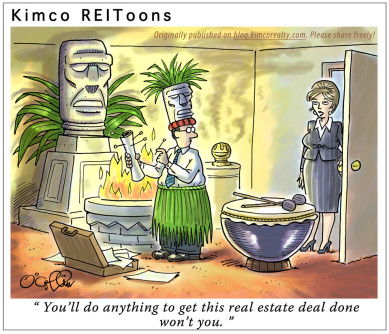 Kimco REIToons
Originally published on blog.kimcorealty.com. Please share freely!
“ You’ll do anything to get this real estate deal done
won’t you. ”